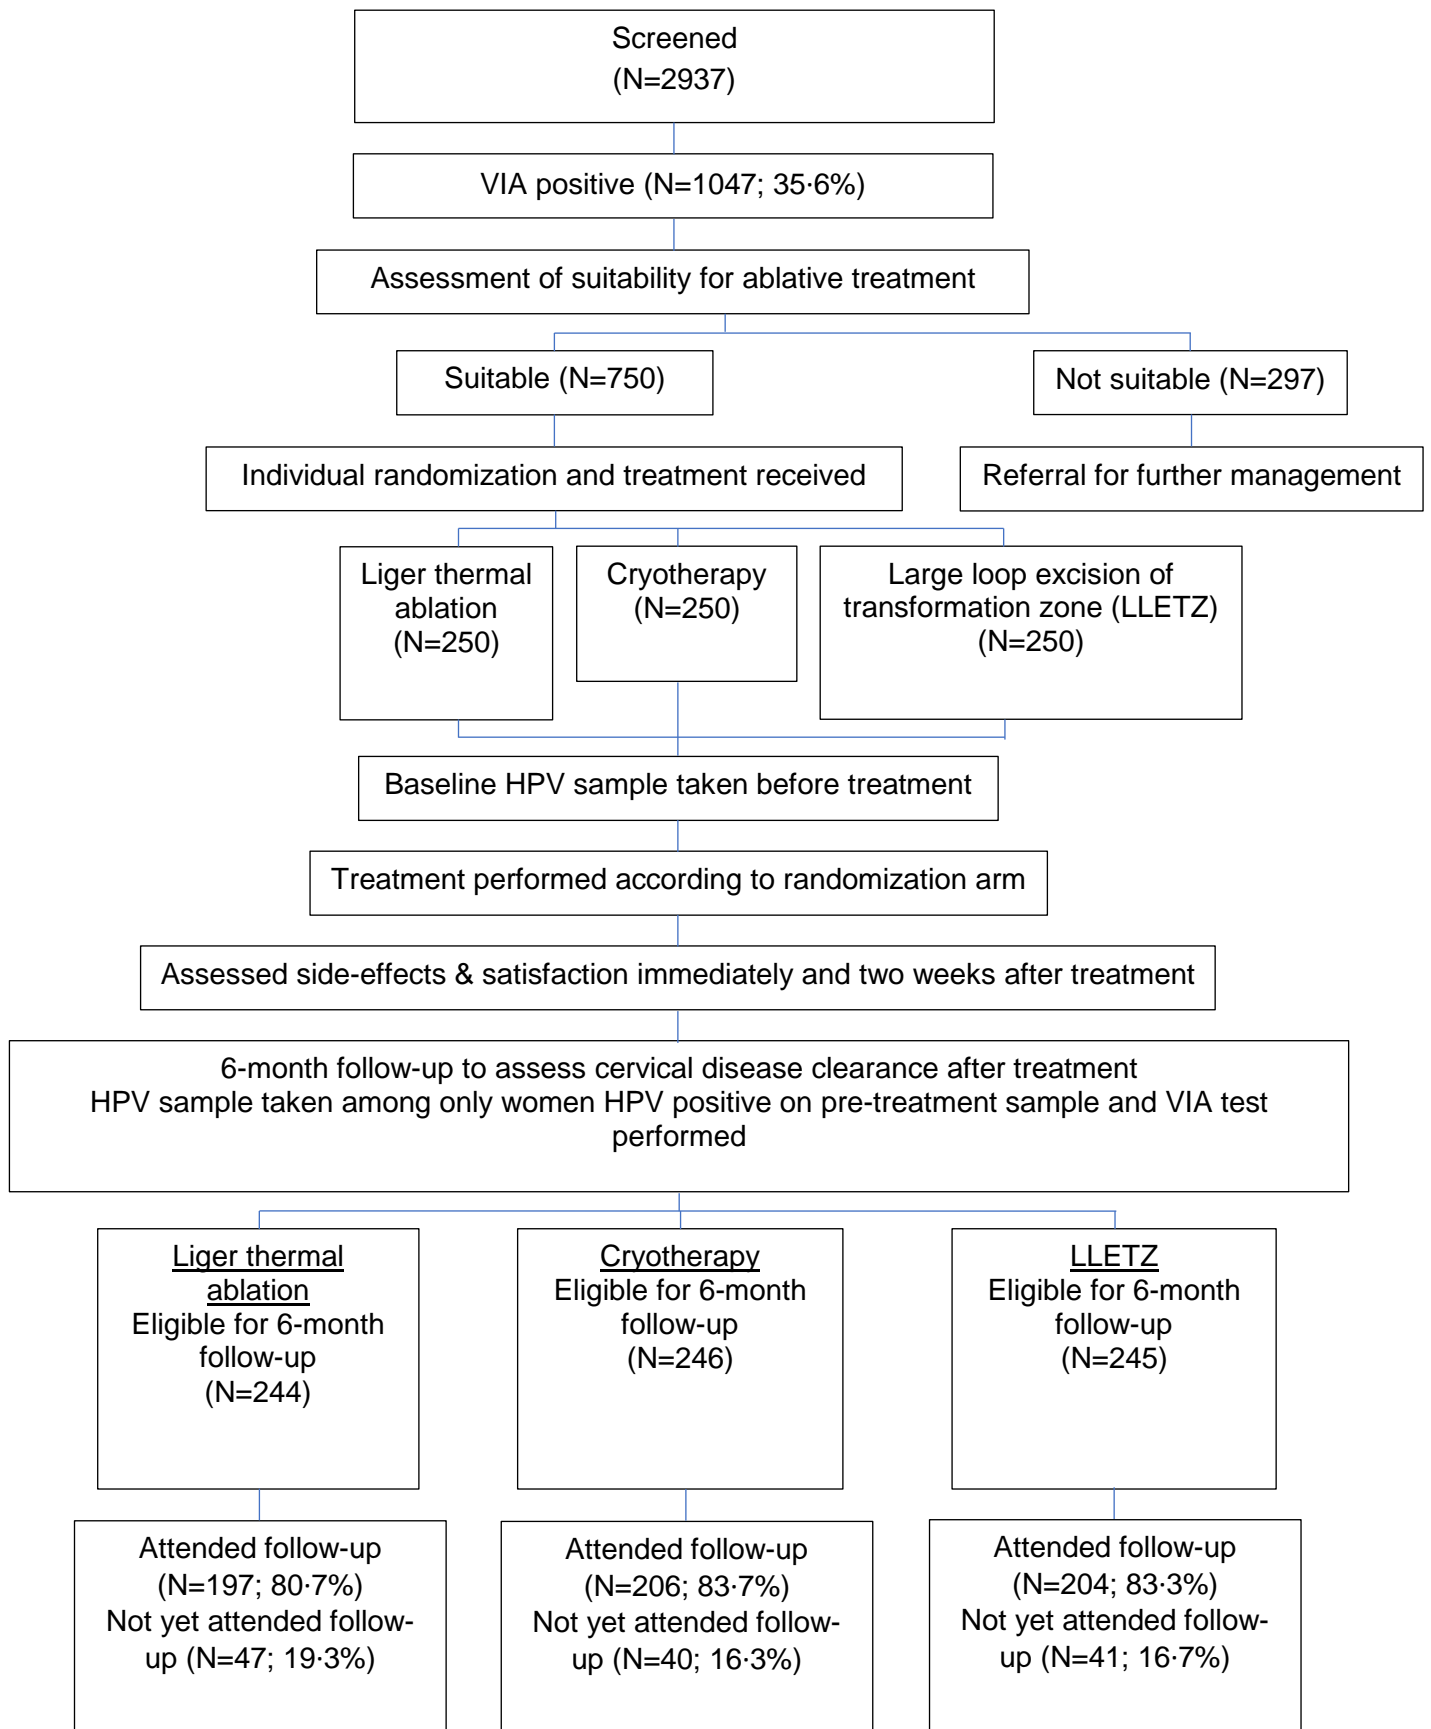 Screened
(N=2937)
VIA positive (N=1047; 35·6%)
Assessment of suitability for ablative treatment
Suitable (N=750)
Not suitable (N=297)
Individual randomization and treatment received
Referral for further management
Liger thermal
ablation
(N=250)
Cryotherapy
(N=250)
Large loop excision of
transformation zone (LLETZ)
(N=250)
Baseline HPV sample taken before treatment
Treatment performed according to randomization arm
Assessed side-effects & satisfaction immediately and two weeks after treatment
6-month follow-up to assess cervical disease clearance after treatment
HPV sample taken among only women HPV positive on pre-treatment sample and VIA test
performed
Liger thermal
ablation
Eligible for 6-month
follow-up
(N=244)
Cryotherapy
Eligible for 6-month
follow-up
(N=246)
LLETZ
Eligible for 6-month
follow-up
(N=245)
Attended follow-up
(N=197; 80·7%)
Not yet attended follow-
up (N=47; 19·3%)
Attended follow-up
(N=206; 83·7%)
Not yet attended follow-
up (N=40; 16·3%)
Attended follow-up
(N=204; 83·3%)
Not yet attended follow-
up (N=41; 16·7%)